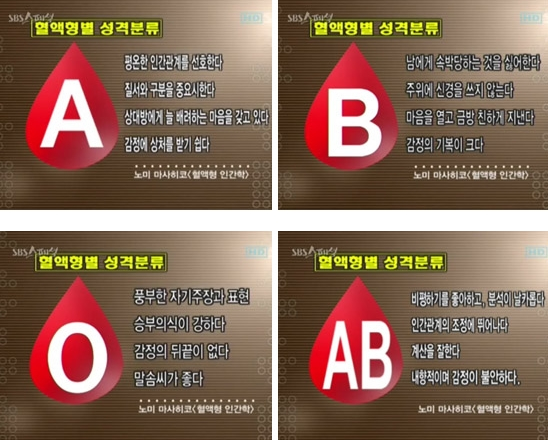 SBS
HD
혈액형별 성격분류
A
평온한 인간관계를 선호한다
질서와 구분을 중요시한다
상대방에게 늘 배려하는 마음을 갖고 있다
감정에 상처를 받기 쉽다
노미 마사히코<혈액형 인간학>
SBS
HD
혈액형별 성격분류
B
남에게 속박당하는 것을 싫어한다
주위에 신경을 쓰지 않는다
마음을 열고 금방 친하게 지낸다
감정의 기복이 크다
노미 마사히코<혈액형 인간학>
SBS
HD
혈액형별 성격분류
O
풍부한 자기주장과 표현
승부의식이 강하다
감정의 뒤끝이 없다
말솜씨가 좋다
노미 마사히코<혈액형 인간학>
SBS
HD
혈액형별 성격분류
AB
비평하기를 좋아하고, 분석이 날카롭다
인간관계의 조정에 뛰어나다
계산을 잘한다
내향적이며 감정이 불안하다.
노미 마사히코<혈액형 인간학>